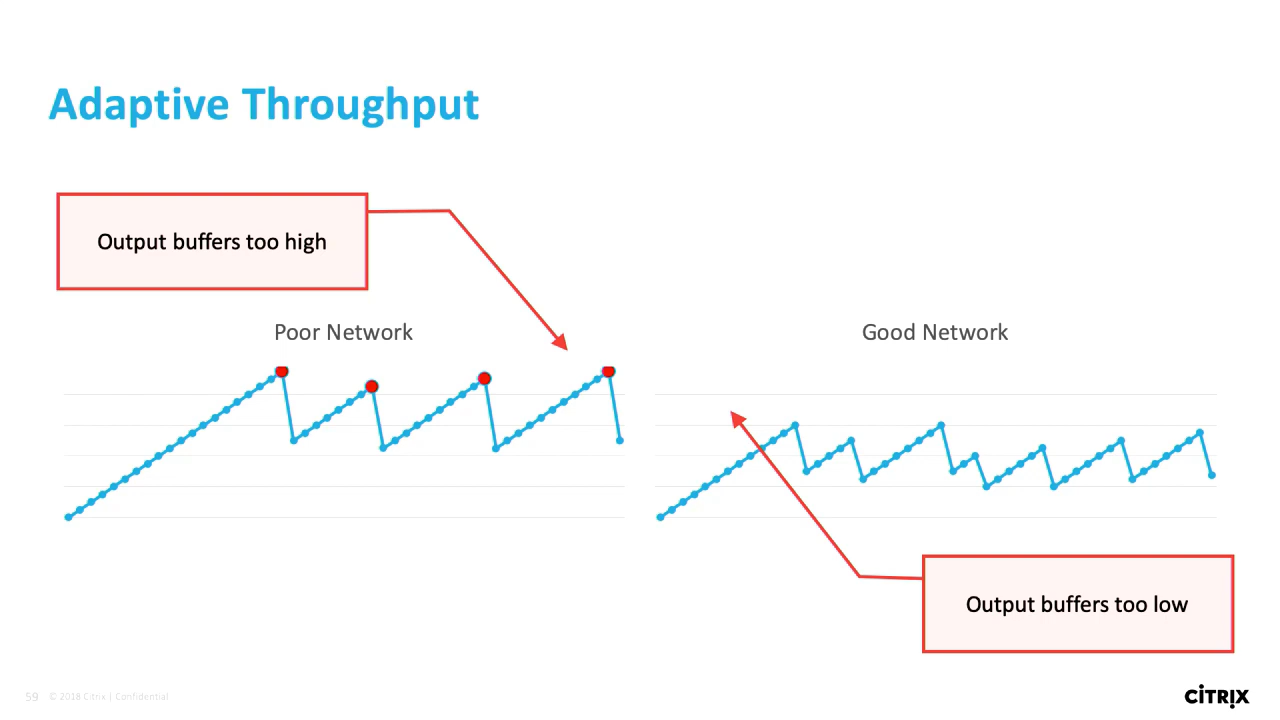 Adaptive Throughput
Output buffers too high
Poor Network
Good Network
Output buffers too low
59 © 2018 Citrix | Confidential
CITRIX